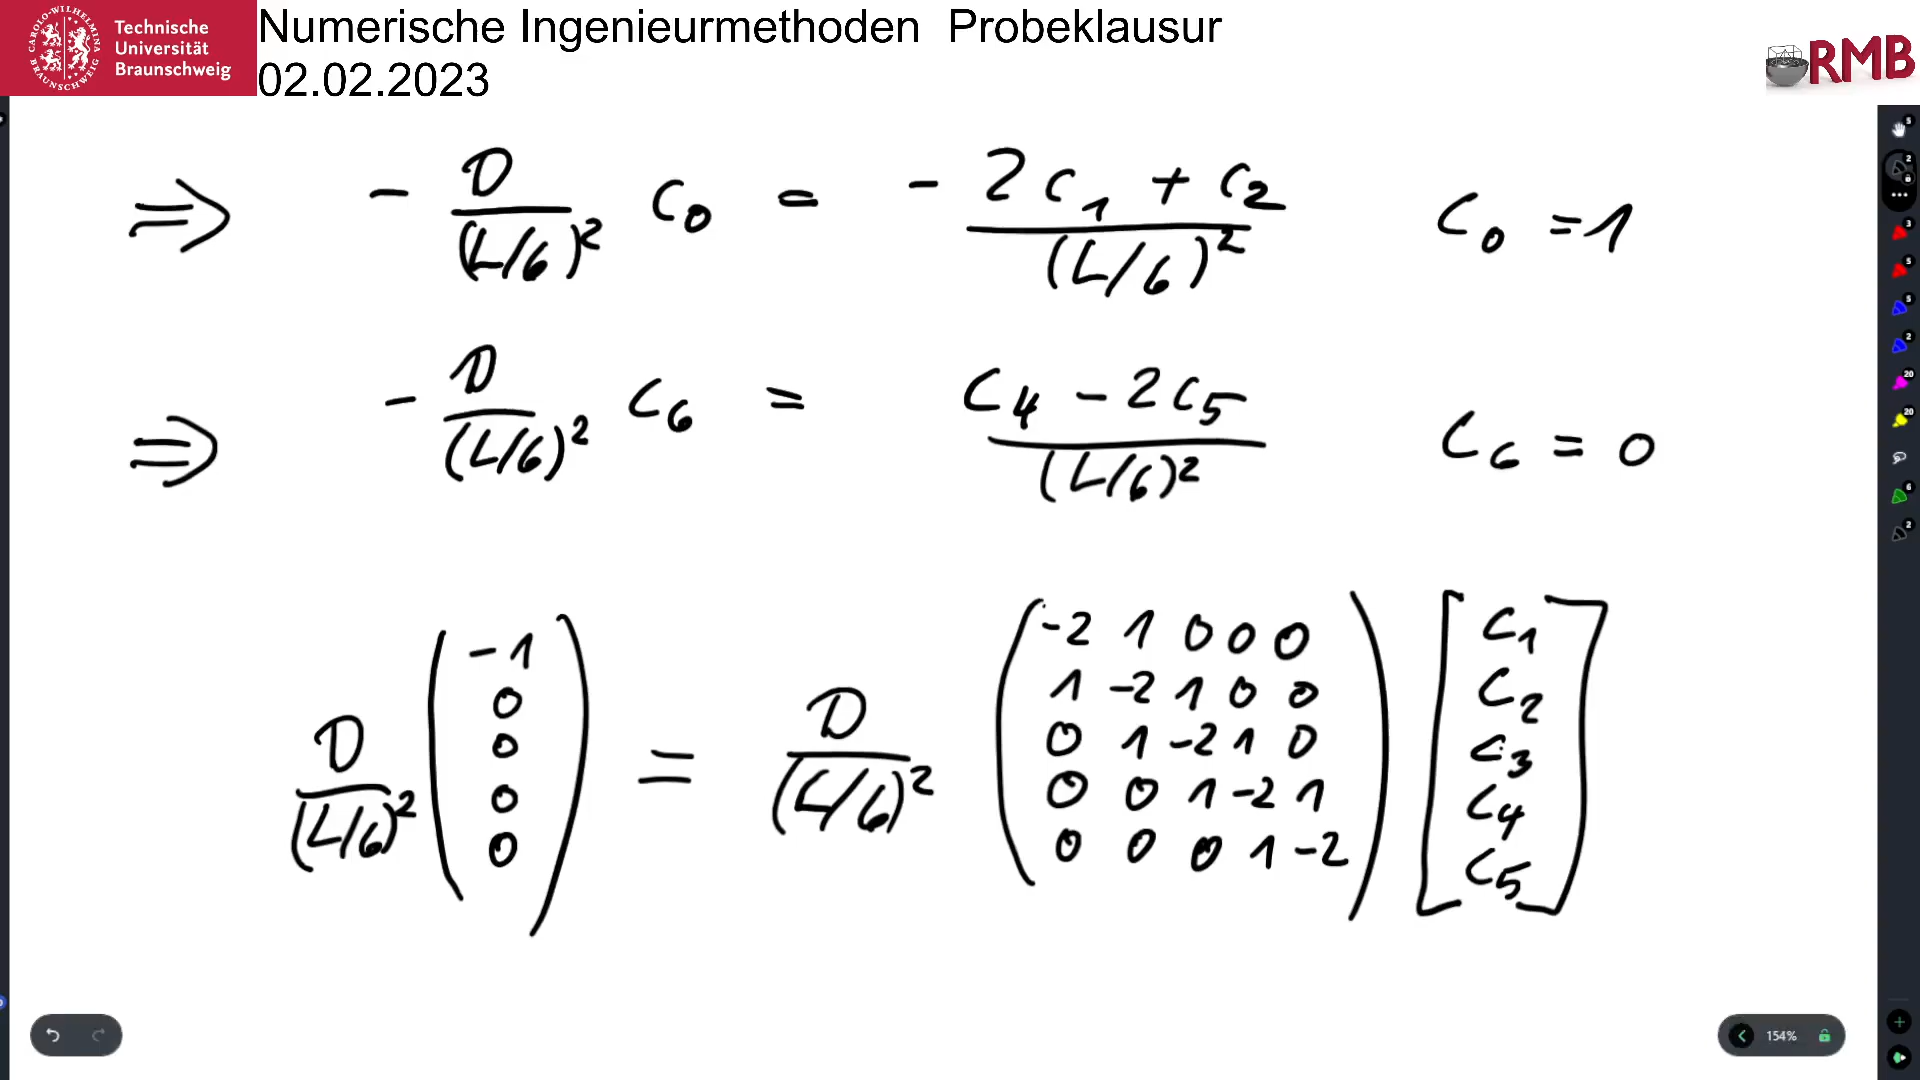 Technische
Universität
Braunschweig
Numerische Ingenieurmethoden Probeklausur
02.02.2023
RMB
⇒ - D/(L/6)² c₀ = (-2c₁ + c₂)/(L/6)² c₀ = 1
⇒ - D/(L/6)² c₆ = (c₄ - 2c₅)/(L/6)² c₆ = 0
D/(L/6)² ( -1 0 0 0 0 ) = D/(L/6)²
-2 1 0 0 0
1 -2 1 0 0
0 1 -2 1 0
0 0 1 -2 1
0 0 0 1 -2
c₁
c₂
c₃
c₄
c₅
154%